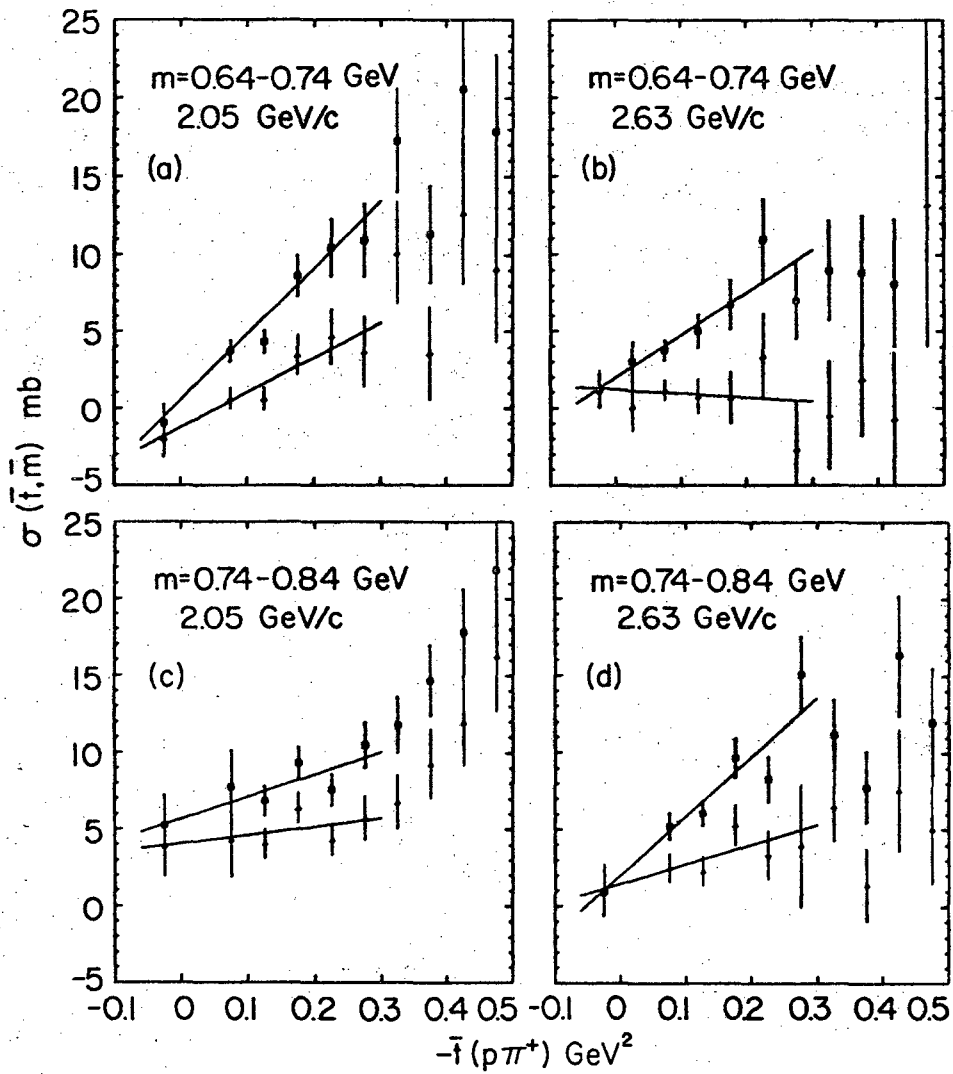 25
20
15
10
5
0
-5
m=0.64-0.74 GeV
2.05 GeV/c
(a)
m=0.64-0.74 GeV
2.63 GeV/c
(b)
σ (t̄,m̄) mb
25
20
15
10
5
0
-5
m=0.74-0.84 GeV
2.05 GeV/c
(c)
m=0.74-0.84 GeV
2.63 GeV/c
(d)
-0.1 0 0.1 0.2 0.3 0.4 0.5
-0.1 0 0.1 0.2 0.3 0.4 0.5
-t̄ (pπ⁺) GeV²